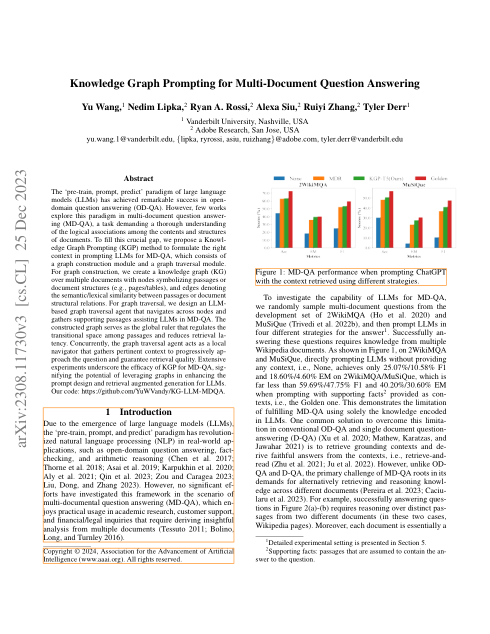 Knowledge Graph Prompting for Multi-Document Question Answering
Yu Wang,1 Nedim Lipka,2 Ryan A. Rossi,2 Alexa Siu,2 Ruiyi Zhang,2 Tyler Derr1
1 Vanderbilt University, Nashville, USA
2 Adobe Research, San Jose, USA
yu.wang.1@vanderbilt.edu, {lipka, ryrossi, asiu, ruizhang}@adobe.com, tyler.derr@vanderbilt.edu
arXiv:2308.11730v3 [cs.CL] 25 Dec 2023
Abstract
The 'pre-train, prompt, predict' paradigm of large language
models (LLMs) has achieved remarkable success in open-
domain question answering (OD-QA). However, few works
explore this paradigm in multi-document question answering
(MD-QA), a task demanding a thorough understanding
of the logical associations among the contents and
structures of documents. To fill this crucial gap, we propose a Knowl-
edge Graph Prompting (KGP) method to formulate the right
context in prompting LLMs for MD-QA, which consists of
a graph construction module and a graph traversal module.
For graph construction, we create a knowledge graph (KG)
over multiple documents with nodes symbolizing passages or
document structures (e.g., pages/tables), and edges denoting
the semantic/lexical similarity between passages or document
structural relations. For graph traversal, we design an LLM-
based graph traversal agent that navigates across nodes and
gathers supporting passages assisting LLMs in MD-QA. The
constructed graph serves as the global ruler that regulates the
transitional space among passages and reduces retrieval la-
tency. Concurrently, the graph traversal agent acts as a local
navigator that gathers pertinent context to progressively ap-
proach the question and guarantee retrieval quality. Extensive
experiments underscore the efficacy of KGP for MD-QA, sig-
nifying the potential of leveraging graphs in enhancing the
prompt design and retrieval augmented generation for LLMs.
Our code: https://github.com/YuWVandy/KG-LLM-MDQA.
1 Introduction
Due to the emergence of large language models (LLMs),
the 'pre-train, prompt, and predict' paradigm has revolution-
ized natural language processing (NLP) in real-world ap-
plications, such as open-domain question answering, fact-
checking, and arithmetic reasoning (Chen et al. 2017;
Thorne et al. 2018; Asai et al. 2019; Karpukhin et al. 2020;
Aly et al. 2021; Qin et al. 2023; Zou and Caragea 2023;
Liu, Dong, and Zhang 2023). However, no significant ef-
forts have investigated this framework in the scenario of
multi-documental question answering (MD-QA), which en-
joys practical usage in academic research, customer support,
and financial/legal inquiries that require deriving insightful
analysis from multiple documents (Tessuto 2011; Bolino,
Long, and Turnley 2016).
Copyright © 2024, Association for the Advancement of Artificial
Intelligence (www.aaai.org). All rights reserved.
None MDR KGP-T5 Golden
2WikiMQA MuSiQue
Figure 1: MD-QA performance when prompting ChatGPT
with the context retrieved using different strategies.
To investigate the capability of LLMs for MD-QA,
we randomly sample multi-document questions from the
development set of 2WikiMQA (Ho et al. 2020) and
MuSiQue (Trivedi et al. 2022b), and then prompt LLMs in
four different strategies for the answer1. Successfully an-
swering these questions requires knowledge from multiple
Wikipedia documents. As shown in Figure 1, on 2WikiMQA
and MuSiQue, directly prompting LLMs without providing
any context, i.e., None, achieves only 25.07%/10.58% F1
and 18.60%/4.60% EM on 2WikiMQA/MuSiQue, which is
far less than 59.69%/47.75% F1 and 40.20%/30.60% EM
when prompting with supporting facts2 provided as con-
texts, i.e., the Golden one. This demonstrates the limitation
of fulfilling MD-QA using solely the knowledge encoded
in LLMs. One common solution to overcome this limita-
tion in conventional OD-QA and single document question-
answering (D-QA) (Xu et al. 2020; Mathew, Karatzas, and
Jawahar 2021) is to retrieve grounding contexts and de-
rive faithful answers from the contexts, i.e., retrieve-and-
read (Zhu et al. 2021; Ju et al. 2022). However, unlike OD-
QA and D-QA, the primary challenge of MD-QA roots in its
demands for alternatively retrieving and reasoning knowl-
edge across different documents (Pereira et al. 2023; Caciu-
laru et al. 2023). For example, successfully answering ques-
tions in Figure 2(a)-(b) requires reasoning over distinct pas-
sages from two different documents (in these two cases,
Wikipedia pages). Moreover, each document is essentially a
1Detailed experimental setting is presented in Section 5.
2Supporting facts: passages that are assumed to contain the an-
swer to the question.